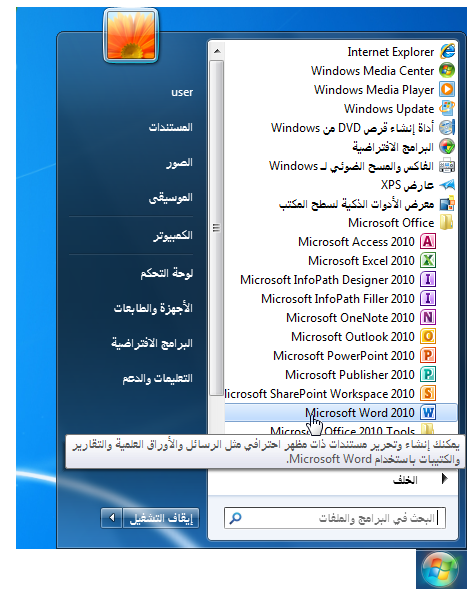 Internet Explorer
Windows Media Center
Windows Media Player
Windows Update
أداة إنشاء قرص DVD من Windows
البرامج الافتراضية
الفاكس والمسح الضوئي لـ Windows
عارض XPS
معرض الأدوات الذكية لسطح المكتب
Microsoft Office
Microsoft Access 2010
Microsoft Excel 2010
Microsoft InfoPath Designer 2010
Microsoft InfoPath Filler 2010
Microsoft OneNote 2010
Microsoft Outlook 2010
Microsoft PowerPoint 2010
Microsoft Publisher 2010
Microsoft SharePoint Workspace 2010
Microsoft Word 2010
Microsoft Office 2010 Tools
يمكنك إنشاء وتحرير مستندات ذات مظهر احترافي مثل الرسائل والأوراق العلمية والتقارير
والكتيبات باستخدام Microsoft Word.
الخلف
البحث في البرامج والملفات
user
المستندات
الصور
الموسيقى
الكمبيوتر
لوحة التحكم
الأجهزة والطابعات
البرامج الافتراضية
التعليمات والدعم
إيقاف التشغيل